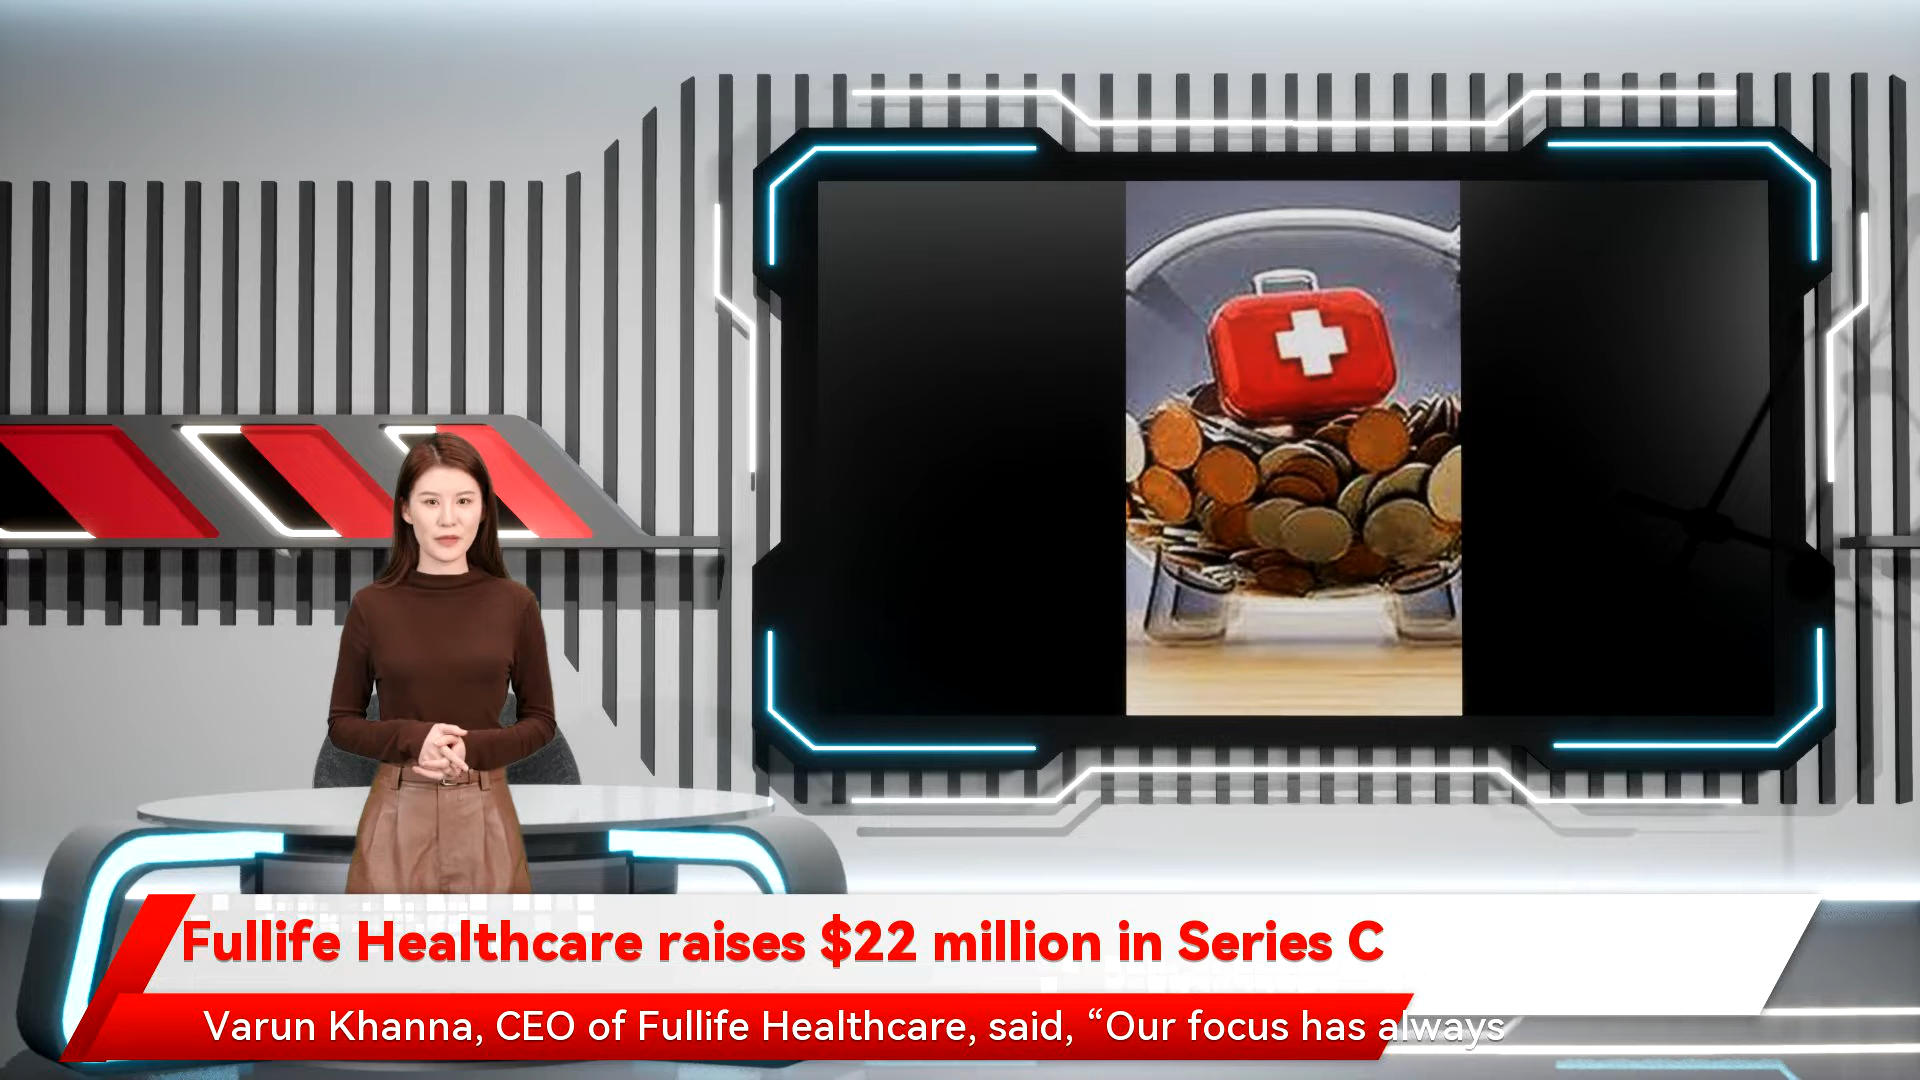 Fullife Healthcare raises $22 million in Series C
Varun Khanna, CEO of Fullife Healthcare, said, “Our focus has always